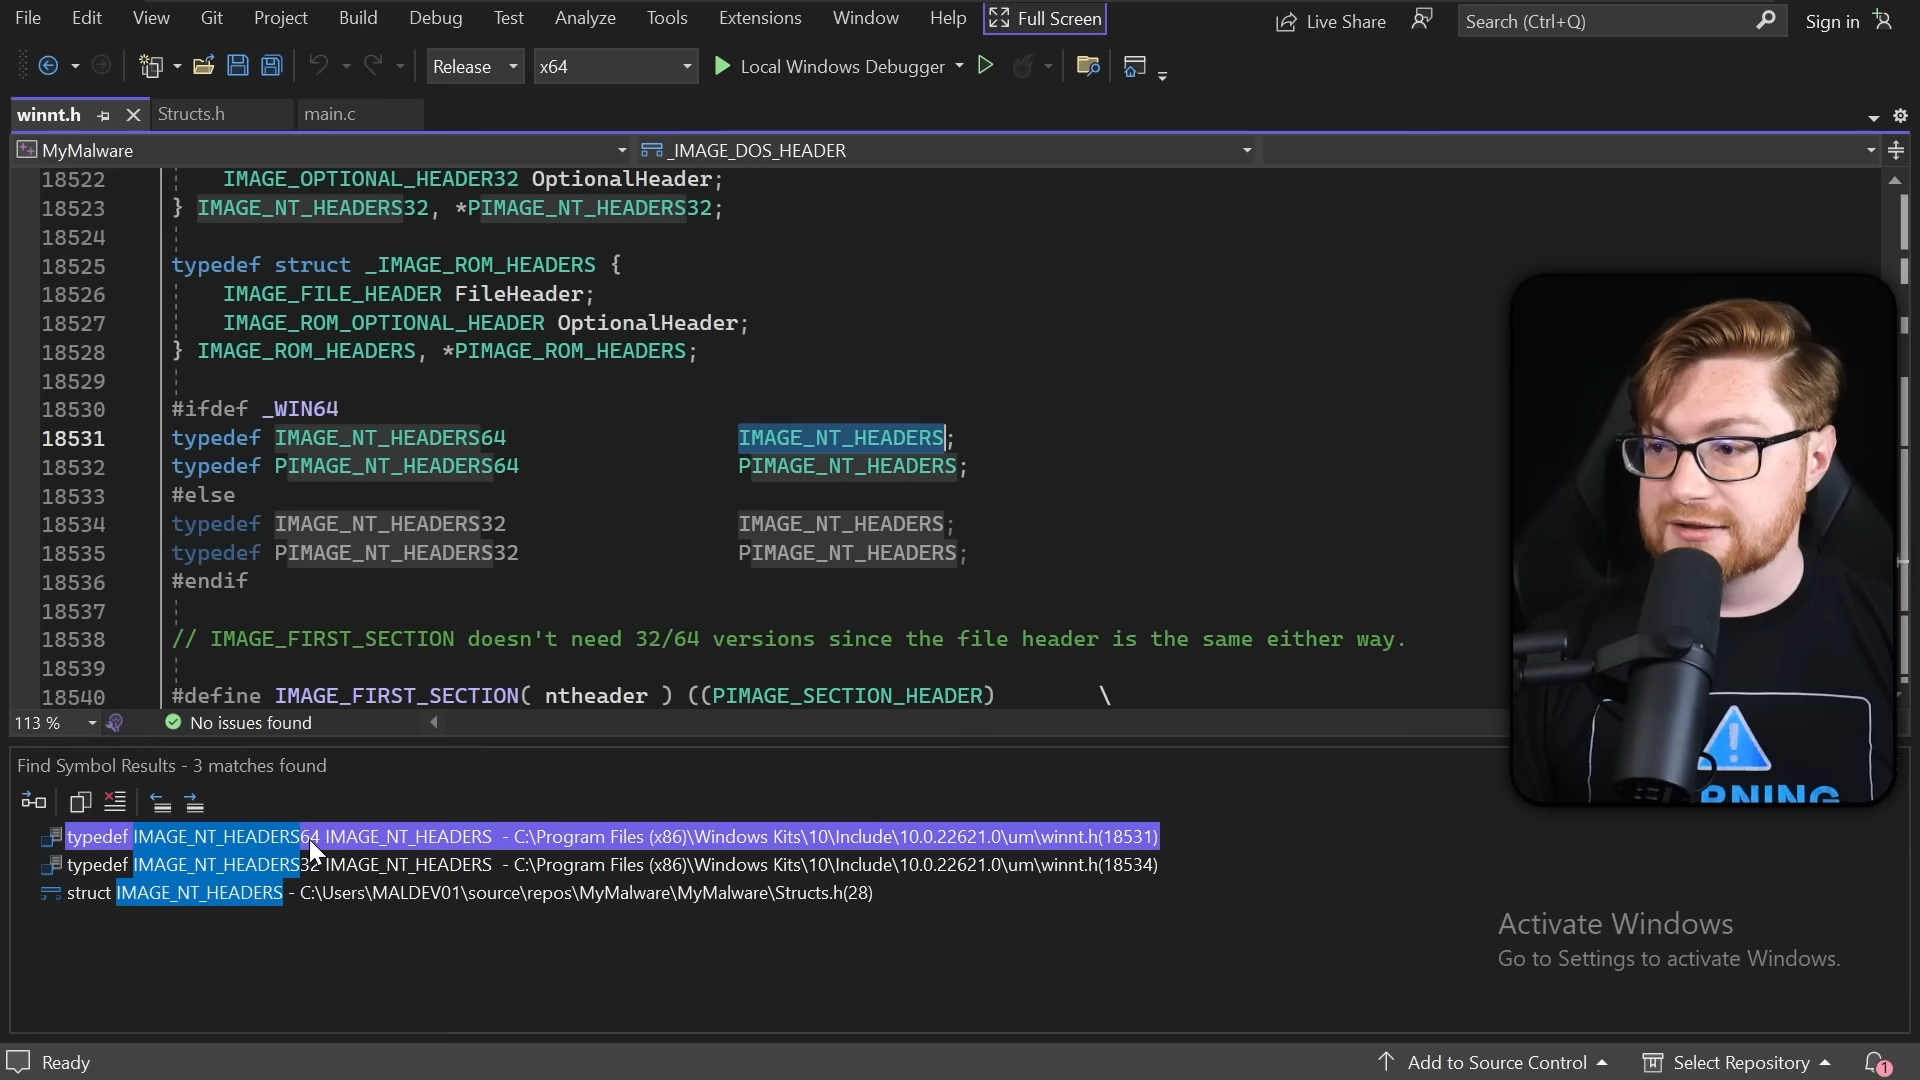 File Edit View Git Project Build Debug Test Analyze Tools Extensions Window Help Full Screen Live Share Search (Ctrl+Q) Sign in
Release x64 Local Windows Debugger
winnt.h Structs.h main.c
MyMalware _IMAGE_DOS_HEADER
18522 IMAGE_OPTIONAL_HEADER32 OptionalHeader;
18523 } IMAGE_NT_HEADERS32, *PIMAGE_NT_HEADERS32;
18524
18525 typedef struct _IMAGE_ROM_HEADERS {
18526 IMAGE_FILE_HEADER FileHeader;
18527 IMAGE_ROM_OPTIONAL_HEADER OptionalHeader;
18528 } IMAGE_ROM_HEADERS, *PIMAGE_ROM_HEADERS;
18529
18530 #ifdef _WIN64
18531 typedef IMAGE_NT_HEADERS64 IMAGE_NT_HEADERS;
18532 typedef PIMAGE_NT_HEADERS64 PIMAGE_NT_HEADERS;
18533 #else
18534 typedef IMAGE_NT_HEADERS32 IMAGE_NT_HEADERS;
18535 typedef PIMAGE_NT_HEADERS32 PIMAGE_NT_HEADERS;
18536 #endif
18537
18538 // IMAGE_FIRST_SECTION doesn't need 32/64 versions since the file header is the same either way.
18539
18540 #define IMAGE_FIRST_SECTION( ntheader ) ((PIMAGE_SECTION_HEADER) \
113 % No issues found
Find Symbol Results - 3 matches found
typedef IMAGE_NT_HEADERS64 IMAGE_NT_HEADERS - C:\Program Files (x86)\Windows Kits\10\Include\10.0.22621.0\um\winnt.h(18531)
typedef IMAGE_NT_HEADERS32 IMAGE_NT_HEADERS - C:\Program Files (x86)\Windows Kits\10\Include\10.0.22621.0\um\winnt.h(18534)
struct IMAGE_NT_HEADERS - C:\Users\MALDEV01\source\repos\MyMalware\MyMalware\Structs.h(28)
Activate Windows
Go to Settings to activate Windows.
Ready Add to Source Control Select Repository 1